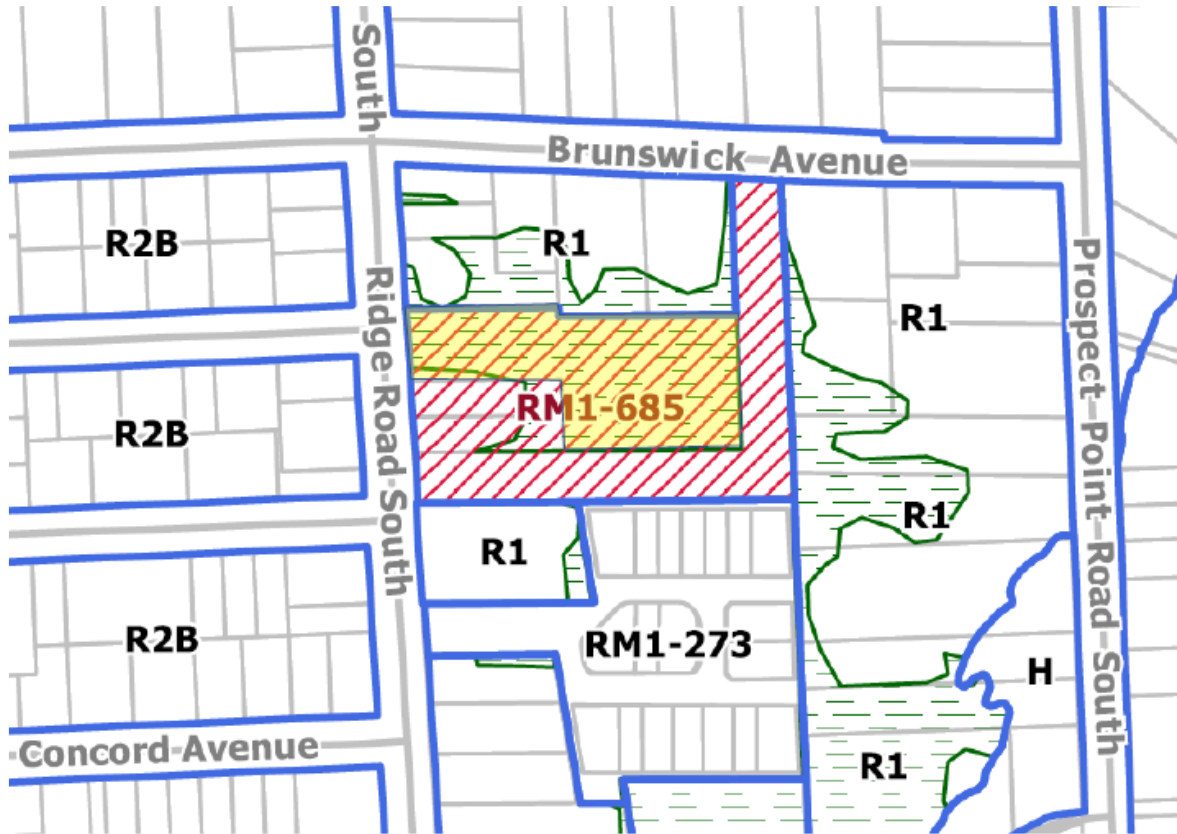 South
Brunswick Avenue
R2B
R1
R1
Ridge Road South
Prospect Point Road South
RM1-685
R2B
R1
R1
R2B
RM1-273
H
Concord Avenue
R1